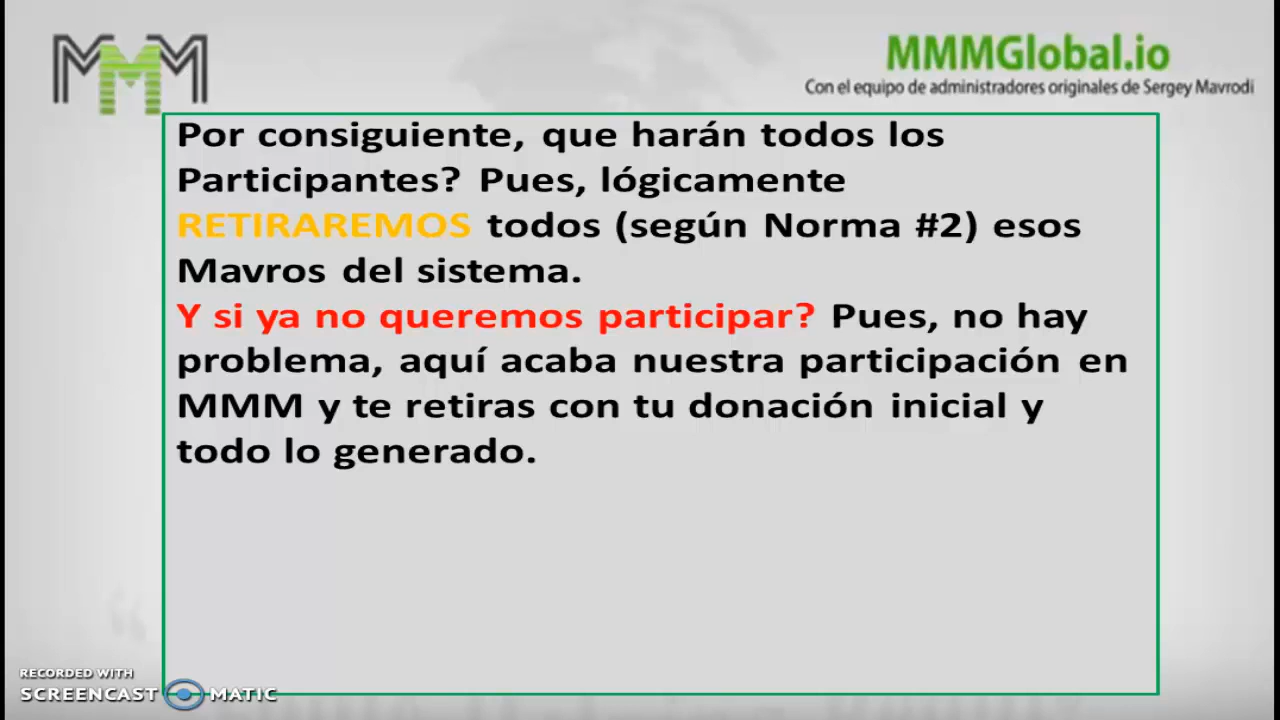 MMM
MMMGlobal.io
Con el equipo de administradores originales de Sergey Mavrodi
Por consiguiente, que harán todos los
Participantes? Pues, lógicamente
RETIRAREMOS todos (según Norma #2) esos
Mavros del sistema.
Y si ya no queremos participar? Pues, no hay
problema, aquí acaba nuestra participación en
MMM y te retiras con tu donación inicial y
todo lo generado.
RECORDED WITH
SCREENCAST MATIC